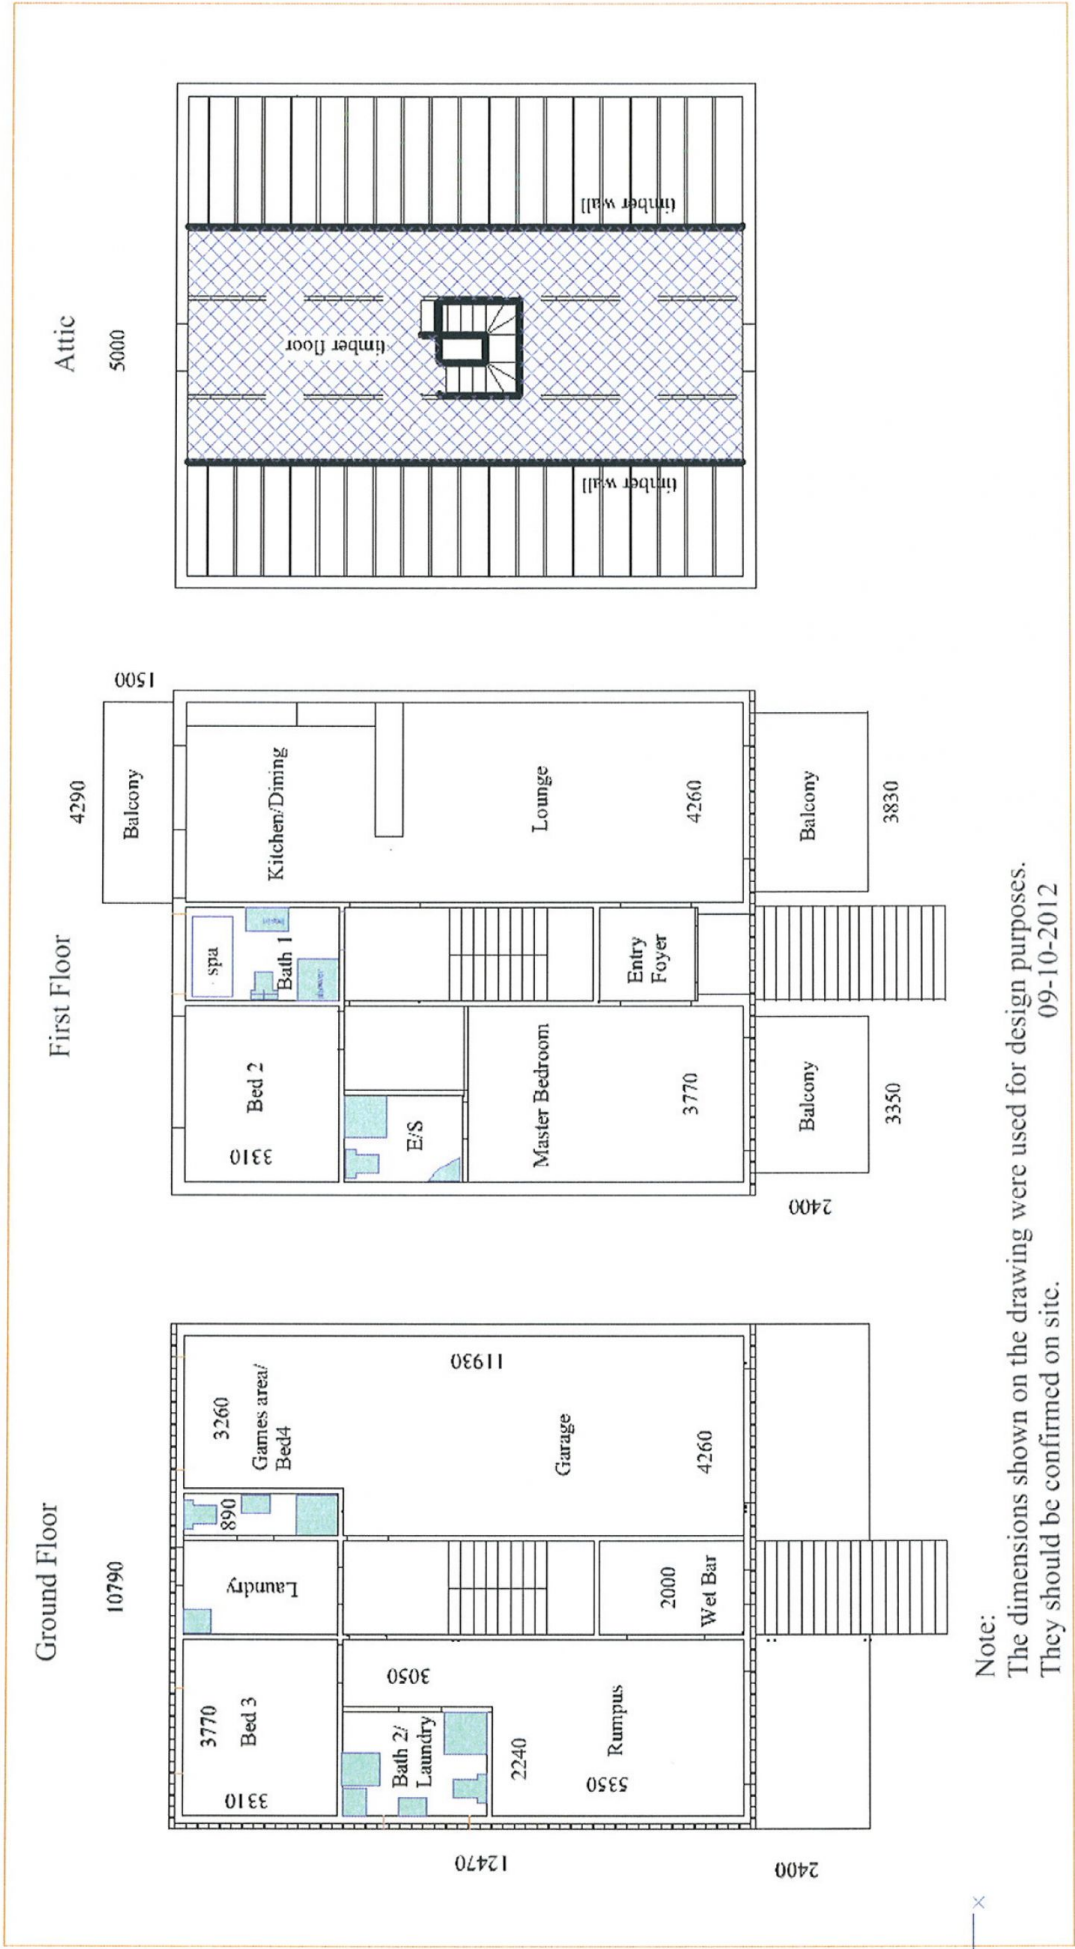 Ground Floor
10790
3770
Bed 3
3310
Laundry
890
3260
Games area/
Bed4
11930
Bath 2/
Laundry
3050
2240
Rumpus
5350
2000
Wet Bar
Garage
4260
12470
2400
First Floor
4290
Balcony
1500
Bed 2
3310
spa
Bath 1
shower
Kitchen/Dining
E/S
Master Bedroom
3770
Entry
Foyer
Lounge
4260
Balcony
3350
Balcony
3830
2400
Attic
5000
timber floor
timber wall
timber wall
Note:
The dimensions shown on the drawing were used for design purposes.
They should be confirmed on site.
09-10-2012
X